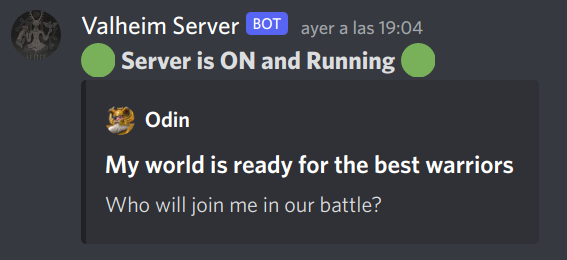 Valheim Server BOT ayer a las 19:04
Server is ON and Running
Odin
My world is ready for the best warriors
Who will join me in our battle?